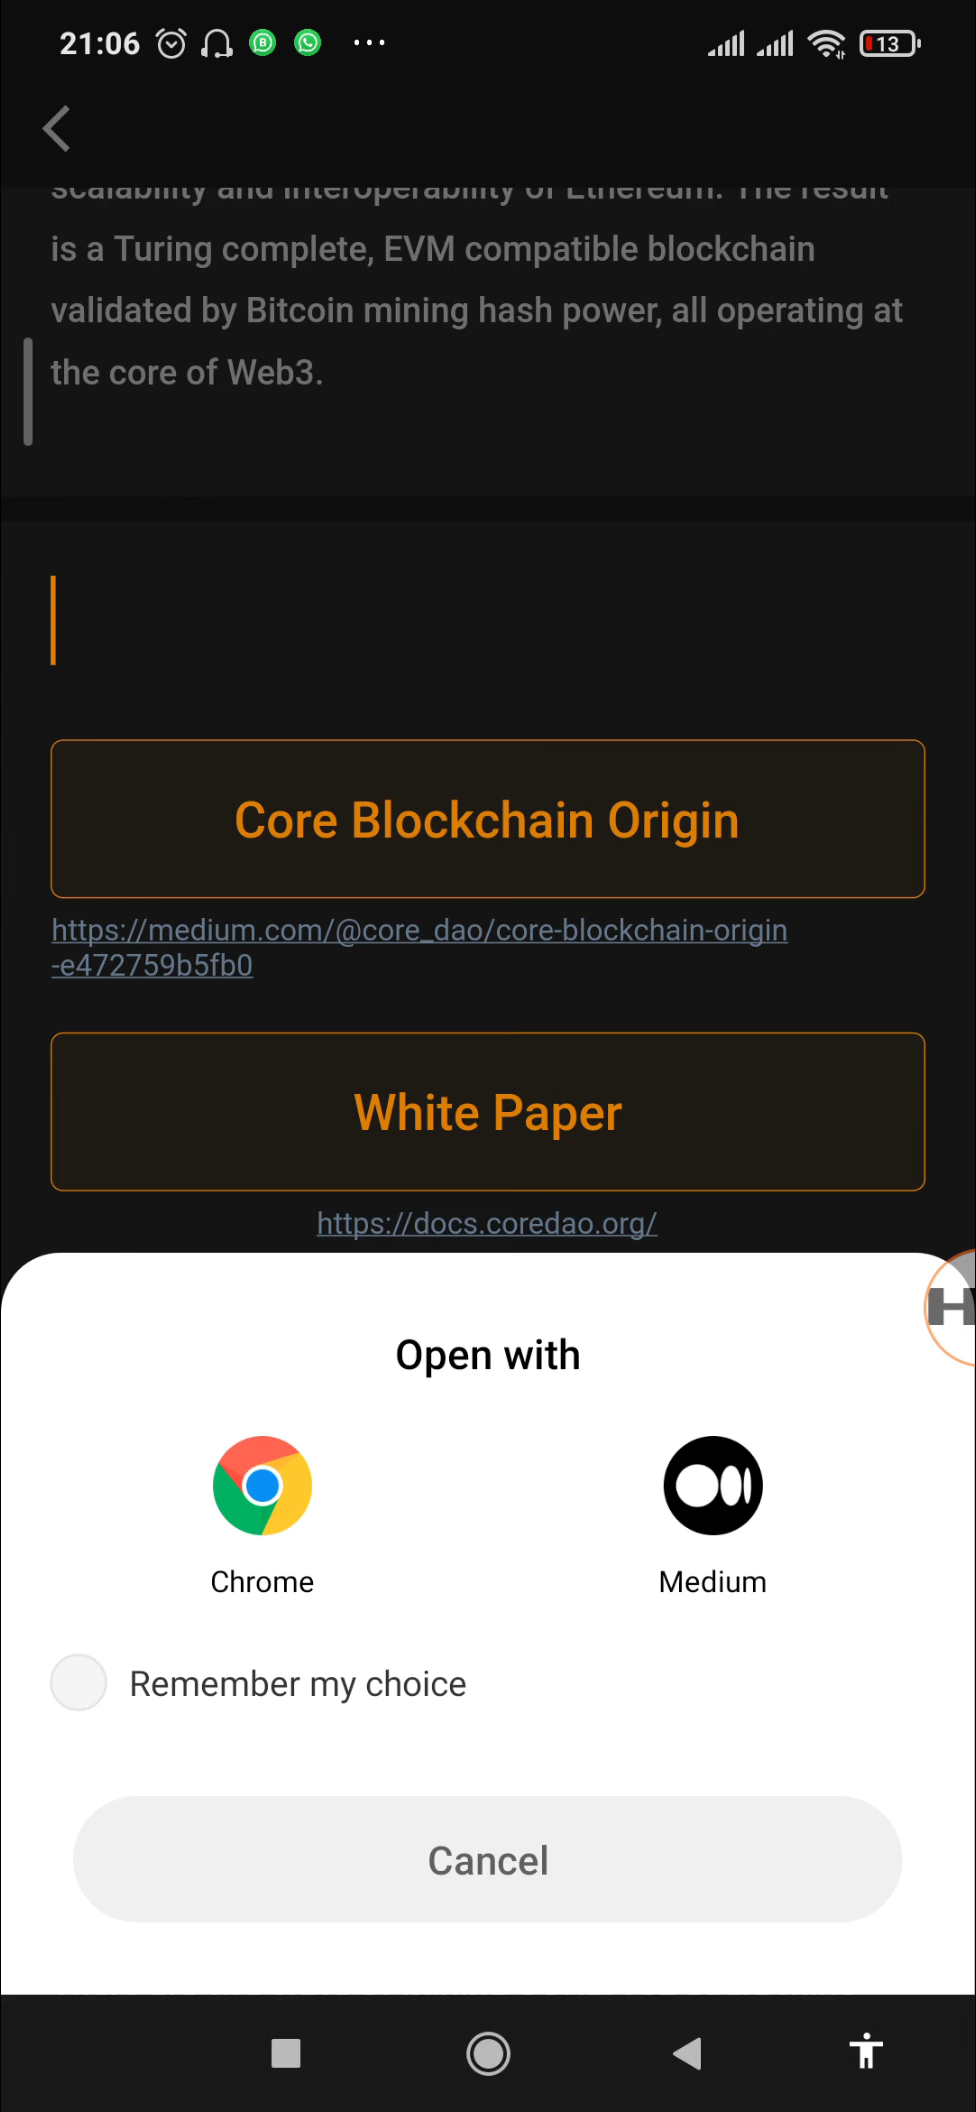 21:06
13
scalability and interoperability of Ethereum. The result
is a Turing complete, EVM compatible blockchain
validated by Bitcoin mining hash power, all operating at
the core of Web3.
Core Blockchain Origin
https://medium.com/@core_dao/core-blockchain-origin
-e472759b5fb0
White Paper
https://docs.coredao.org/
H
Open with
Chrome
Medium
Remember my choice
Cancel